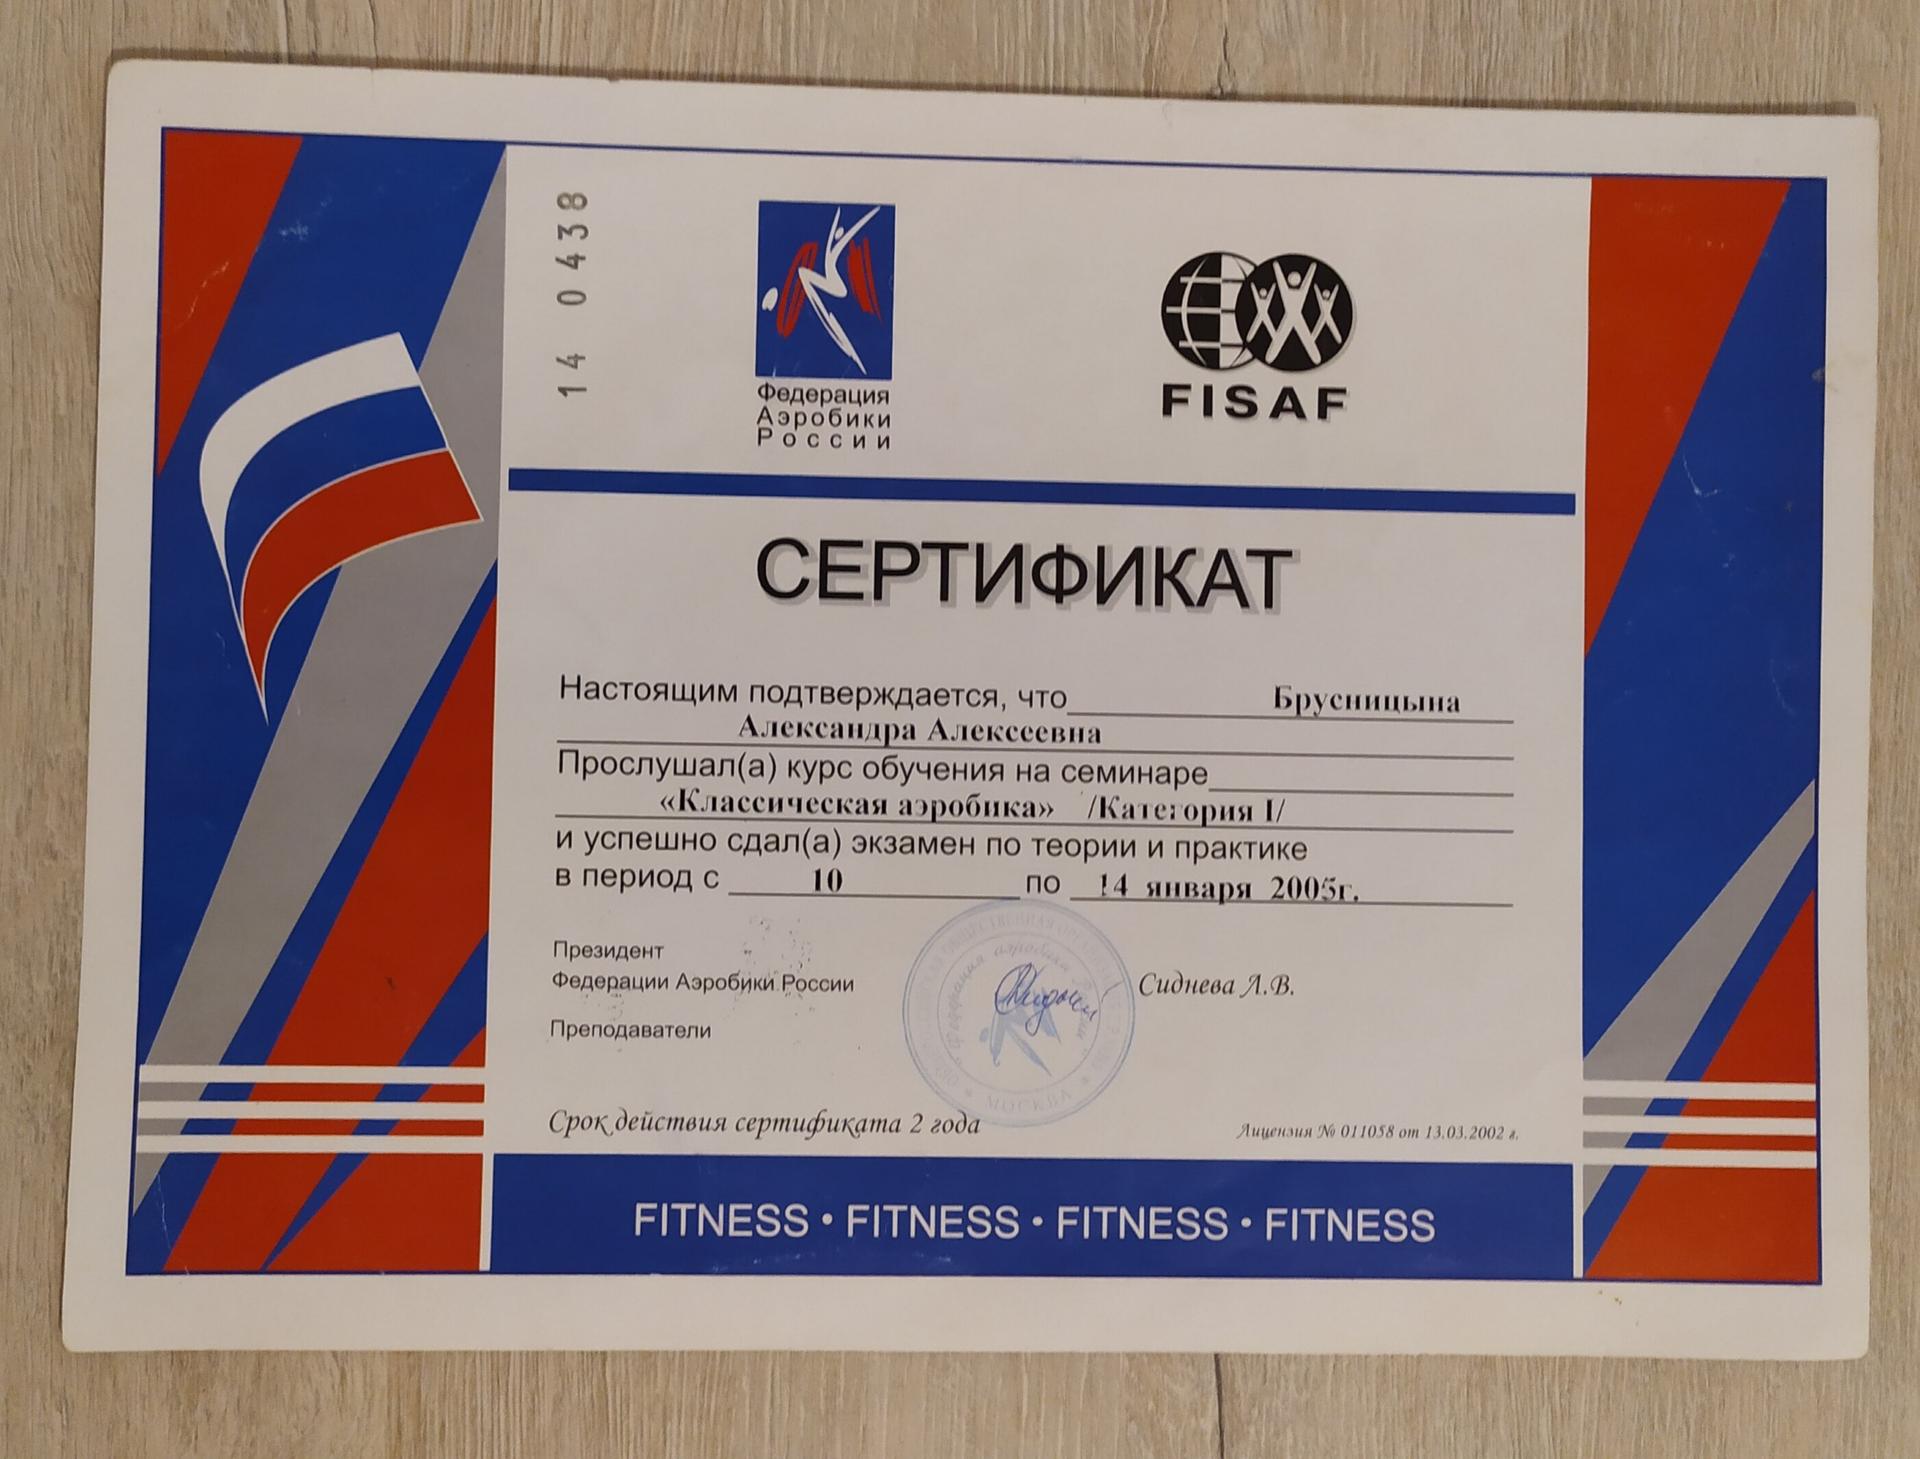 14 0438
Федерация
Аэробики
России
FISAF
СЕРТИФИКАТ
Настоящим подтверждается, что Брусницына
Александра Алексеевна
Прослушал(а) курс обучения на семинаре
«Классическая аэробика» /Категория I/
и успешно сдал(а) экзамен по теории и практике
в период с 10 по 14 января 2005г.
Президент
Федерации Аэробики России
Сиднева Л.В.
Преподаватели
МОСКВА
Срок действия сертификата 2 года
Лицензия № 011058 от 13.03.2002 г.
FITNESS • FITNESS • FITNESS • FITNESS